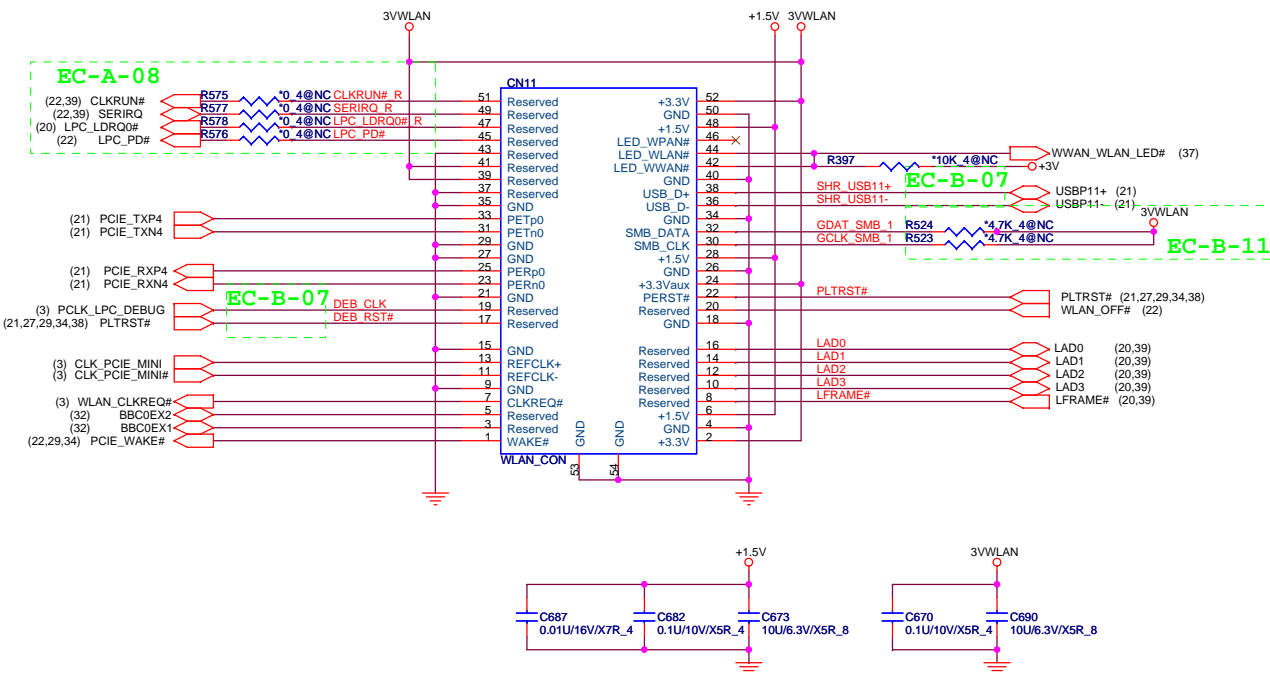 3VWLAN
+1.5V 3VWLAN
EC-A-08
CN11
(22,39) CLKRUN# R575 *0_4@NC CLKRUN#_R 51 Reserved +3.3V 52
(22,39) SERIRQ R577 *0_4@NC SERIRQ_R 49 Reserved GND 50
(20) LPC_LDRQ0# R578 *0_4@NC LPC_LDRQ0#_R 47 Reserved +1.5V 48
(22) LPC_PD# R576 *0_4@NC LPC_PD# 45 Reserved LED_WPAN# 46
43 Reserved LED_WLAN# 44 WWAN_WLAN_LED# (37)
41 Reserved LED_WWAN# 42 R397 *10K_4@NC +3V
39 Reserved GND 40
EC-B-07
37 Reserved USB_D+ 38 SHR_USB11+ USBP11+ (21)
35 GND USB_D- 36 SHR_USB11- USBP11- (21)
3VWLAN
(21) PCIE_TXP4 33 PETp0 GND 34
(21) PCIE_TXN4 31 PETn0 SMB_DATA 32 GDAT_SMB_1 R524 *4.7K_4@NC
29 GND SMB_CLK 30 GCLK_SMB_1 R523 *4.7K_4@NC
EC-B-11
27 GND +1.5V 28
(21) PCIE_RXP4 25 PERp0 GND 26
(21) PCIE_RXN4 23 PERn0 +3.3Vaux 24
EC-B-07
21 GND PERST# 22 PLTRST# PLTRST# (21,27,29,34,38)
(3) PCLK_LPC_DEBUG DEB_CLK 19 Reserved Reserved 20 WLAN_OFF# (22)
(21,27,29,34,38) PLTRST# DEB_RST# 17 Reserved GND 18
15 GND Reserved 16 LAD0 LAD0 (20,39)
(3) CLK_PCIE_MINI 13 REFCLK+ Reserved 14 LAD1 LAD1 (20,39)
(3) CLK_PCIE_MINI# 11 REFCLK- Reserved 12 LAD2 LAD2 (20,39)
9 GND Reserved 10 LAD3 LAD3 (20,39)
(3) WLAN_CLKREQ# 7 CLKREQ# Reserved 8 LFRAME# LFRAME# (20,39)
(32) BBC0EX2 5 Reserved +1.5V 6
(32) BBC0EX1 3 Reserved GND 4
(22,29,34) PCIE_WAKE# 1 WAKE# +3.3V 2
GND GND
WLAN_CON
53 54
+1.5V 3VWLAN
C687 C682 C673 C670 C690
0.01U/16V/X7R_4 0.1U/10V/X5R_4 10U/6.3V/X5R_8 0.1U/10V/X5R_4 10U/6.3V/X5R_8